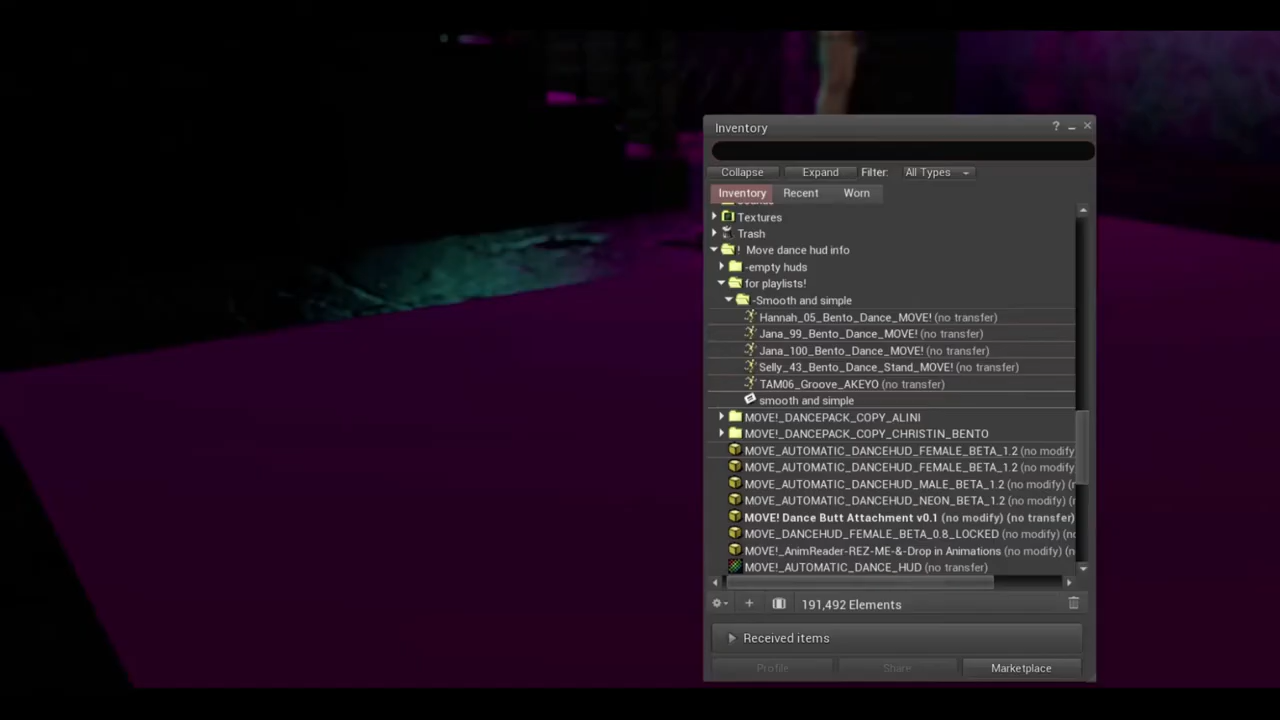 Inventory ?
Collapse Expand Filter: All Types
Inventory Recent Worn
Textures
Trash
! Move dance hud info
-empty huds
for playlists!
-Smooth and simple
Hannah_05_Bento_Dance_MOVE! (no transfer)
Jana_99_Bento_Dance_MOVE! (no transfer)
Jana_100_Bento_Dance_MOVE! (no transfer)
Selly_43_Bento_Dance_Stand_MOVE! (no transfer)
TAM06_Groove_AKEYO (no transfer)
smooth and simple
MOVE!_DANCEPACK_COPY_ALINI
MOVE!_DANCEPACK_COPY_CHRISTIN_BENTO
MOVE_AUTOMATIC_DANCEHUD_FEMALE_BETA_1.2 (no modify)
MOVE_AUTOMATIC_DANCEHUD_FEMALE_BETA_1.2 (no modify)
MOVE_AUTOMATIC_DANCEHUD_MALE_BETA_1.2 (no modify) (
MOVE_AUTOMATIC_DANCEHUD_NEON_BETA_1.2 (no modify) (
MOVE! Dance Butt Attachment v0.1 (no modify) (no transfer)
MOVE_DANCEHUD_FEMALE_BETA_0.8_LOCKED (no modify) (
MOVE!_AnimReader-REZ-ME-&-Drop in Animations (no modify) (
MOVE!_AUTOMATIC_DANCE_HUD (no transfer)
191,492 Elements
Received items
Profile Share Marketplace